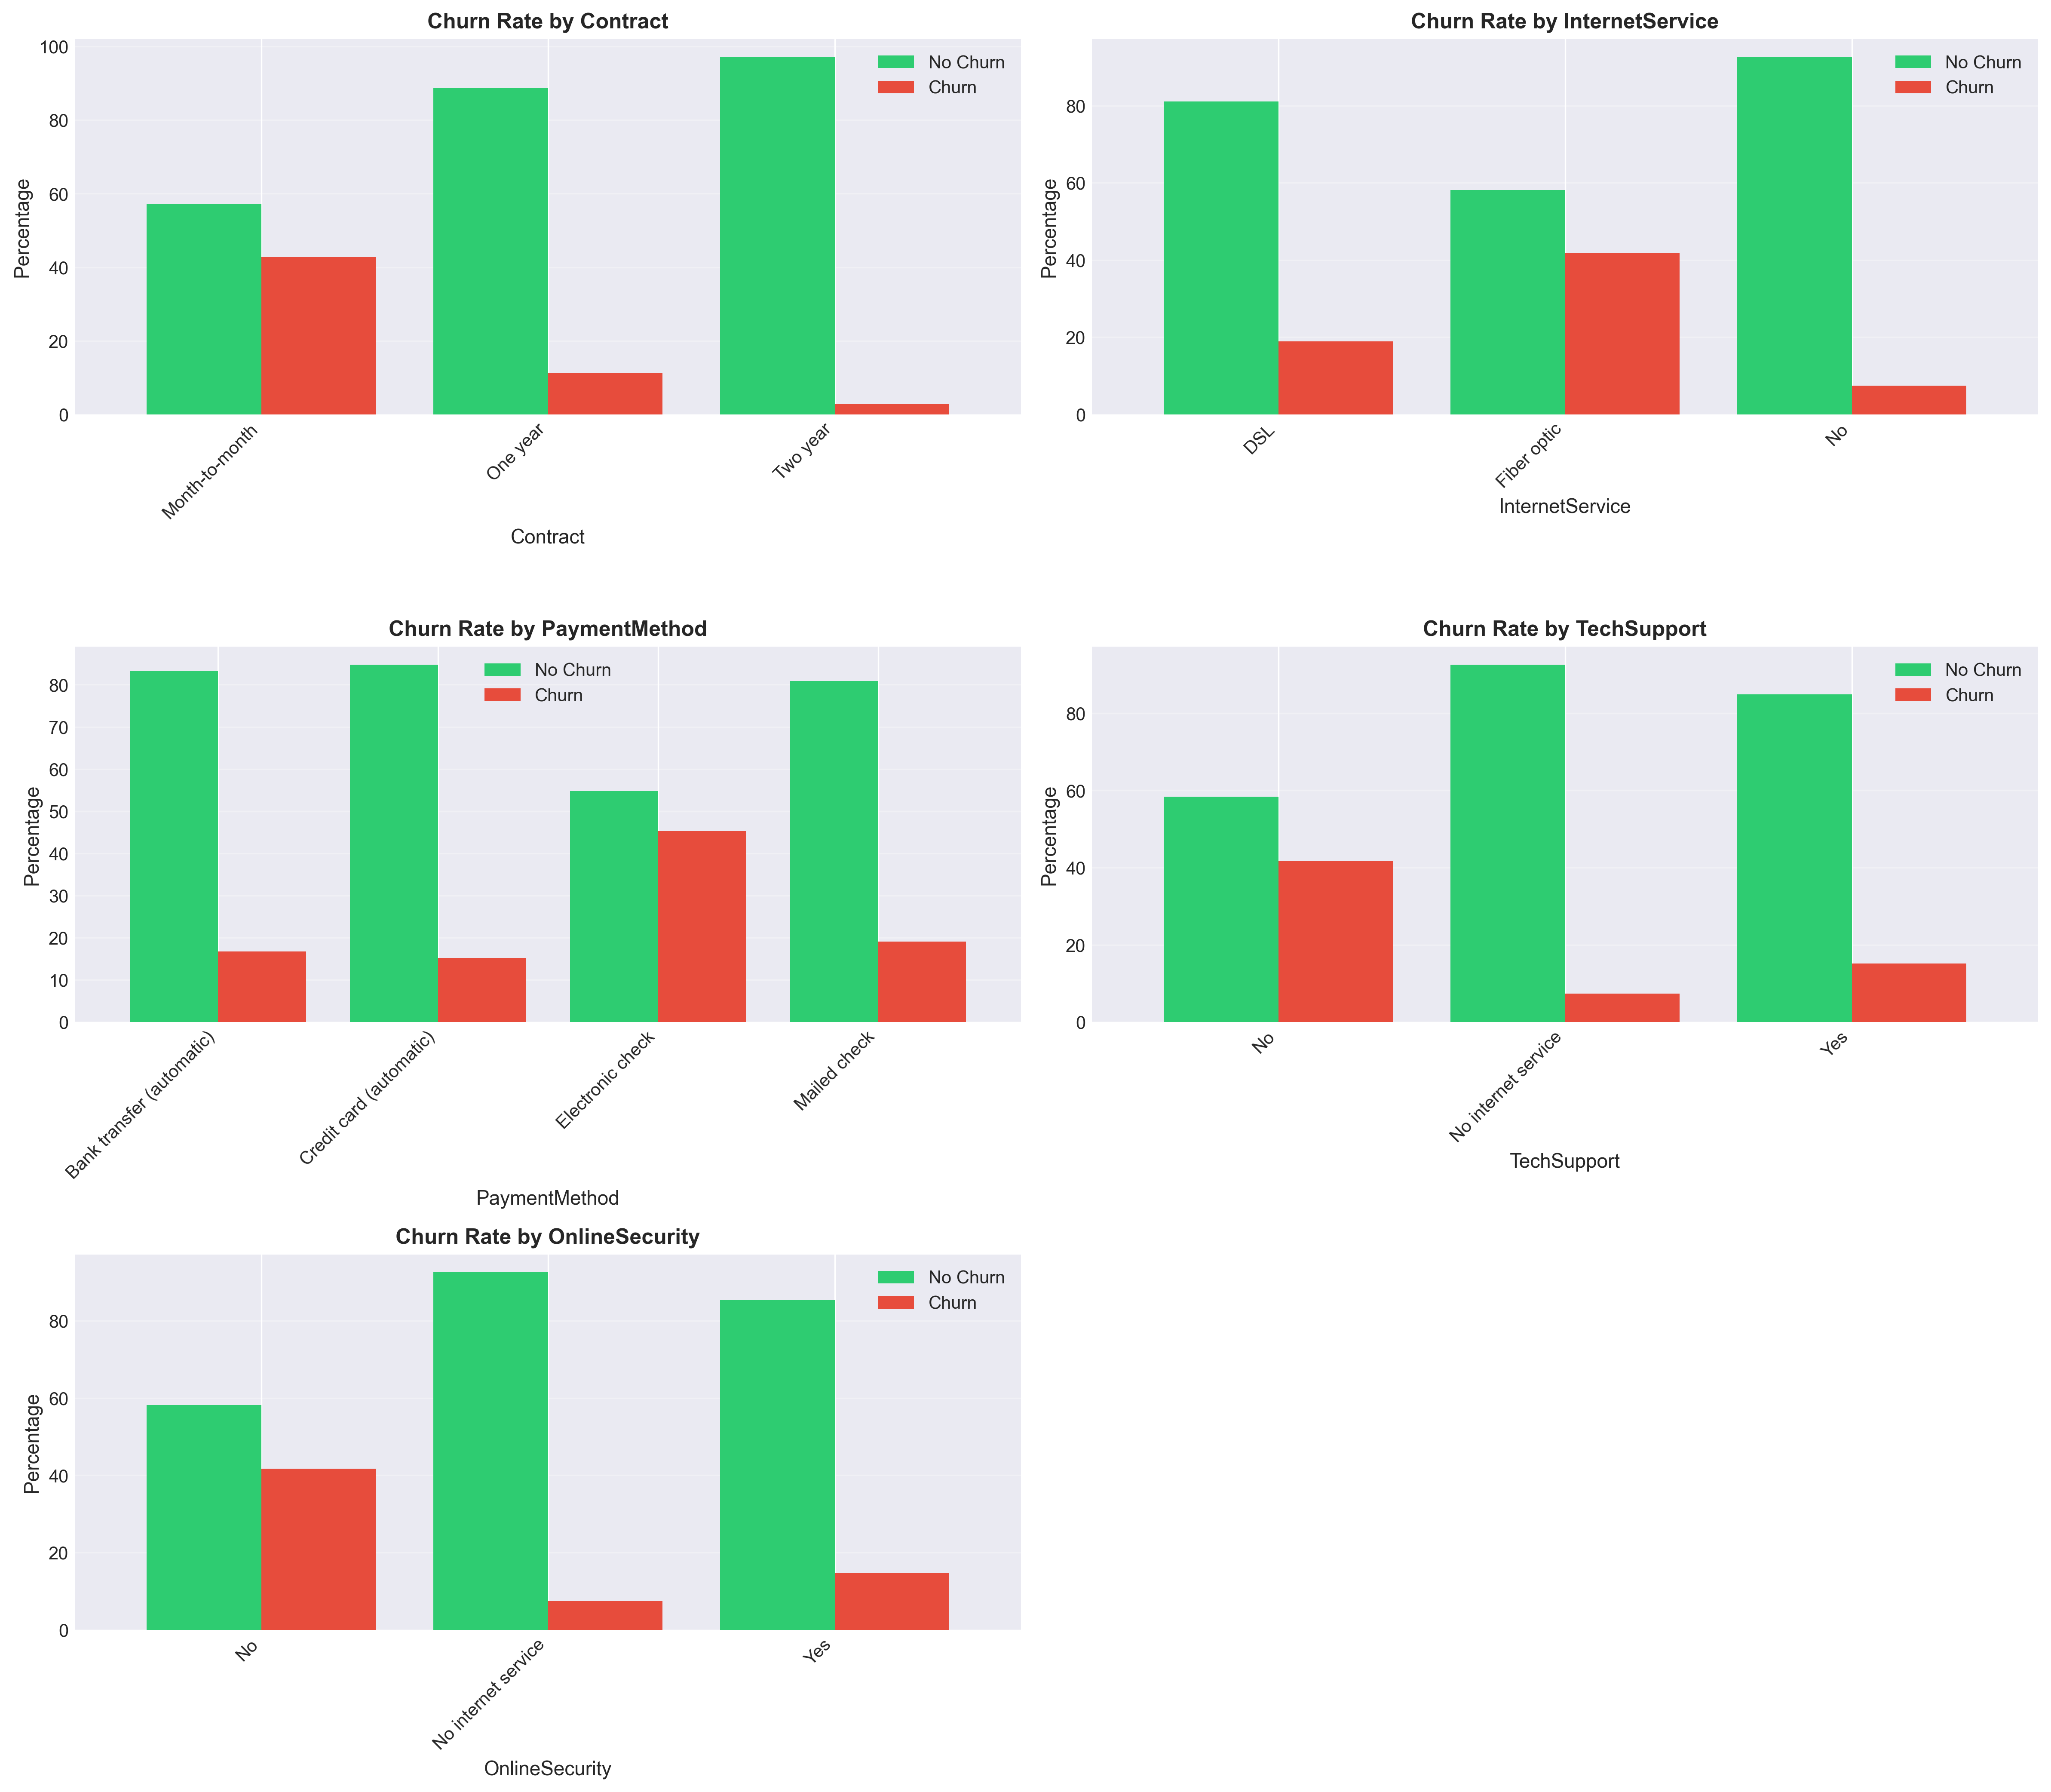 Churn Rate by Contract
No Churn
Churn
Percentage
100
80
60
40
20
0
Month-to-month
One year
Two year
Contract
Churn Rate by InternetService
No Churn
Churn
Percentage
80
60
40
20
0
DSL
Fiber optic
No
InternetService
Churn Rate by PaymentMethod
No Churn
Churn
Percentage
80
70
60
50
40
30
20
10
0
Bank transfer (automatic)
Credit card (automatic)
Electronic check
Mailed check
PaymentMethod
Churn Rate by TechSupport
No Churn
Churn
Percentage
80
60
40
20
0
No
No internet service
Yes
TechSupport
Churn Rate by OnlineSecurity
No Churn
Churn
Percentage
80
60
40
20
0
No
No internet service
Yes
OnlineSecurity